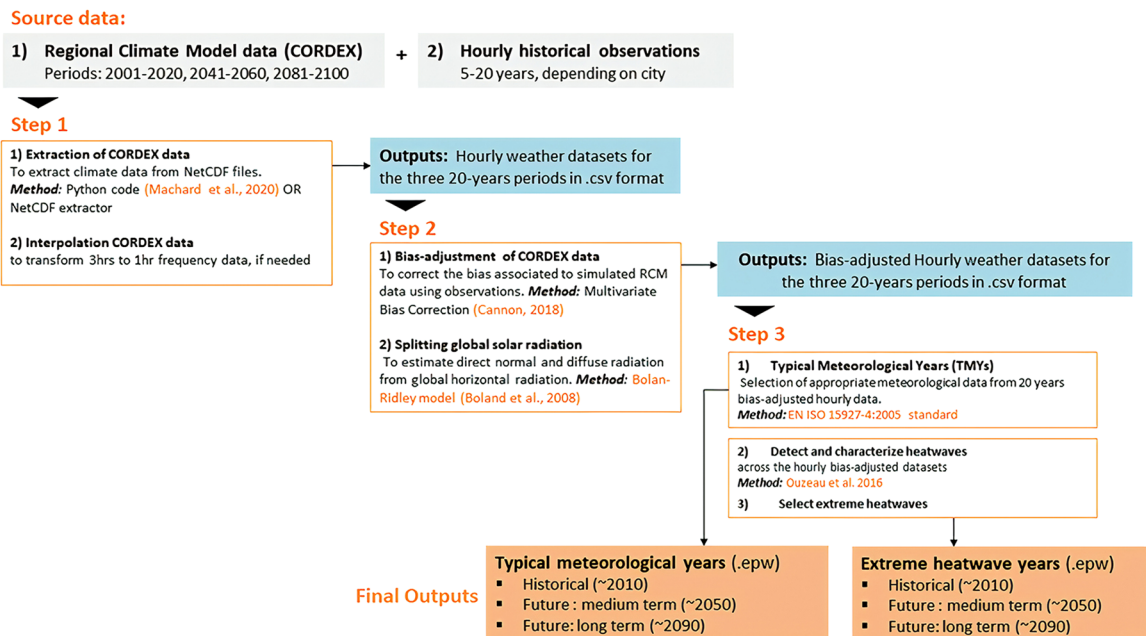 Source data:
1) Regional Climate Model data (CORDEX)
Periods: 2001-2020, 2041-2060, 2081-2100
+
2) Hourly historical observations
5-20 years, depending on city
Step 1
1) Extraction of CORDEX data
To extract climate data from NetCDF files.
Method: Python code (Machard et al., 2020) OR
NetCDF extractor
2) Interpolation CORDEX data
to transform 3hrs to 1hr frequency data, if needed
Outputs: Hourly weather datasets for
the three 20-years periods in .csv format
Step 2
1) Bias-adjustment of CORDEX data
To correct the bias associated to simulated RCM
data using observations. Method: Multivariate
Bias Correction (Cannon, 2018)
2) Splitting global solar radiation
To estimate direct normal and diffuse radiation
from global horizontal radiation. Method: Bolan-
Ridley model (Boland et al., 2008)
Outputs: Bias-adjusted Hourly weather datasets for
the three 20-years periods in .csv format
Step 3
1) Typical Meteorological Years (TMYs)
Selection of appropriate meteorological data from 20 years
bias-adjusted hourly data.
Method: EN ISO 15927-4:2005 standard
2) Detect and characterize heatwaves
across the hourly bias-adjusted datasets
Method: Ouzeau et al. 2016
3) Select extreme heatwaves
Final Outputs
Typical meteorological years (.epw)
▪ Historical (~2010)
▪ Future : medium term (~2050)
▪ Future: long term (~2090)
Extreme heatwave years (.epw)
▪ Historical (~2010)
▪ Future : medium term (~2050)
▪ Future: long term (~2090)